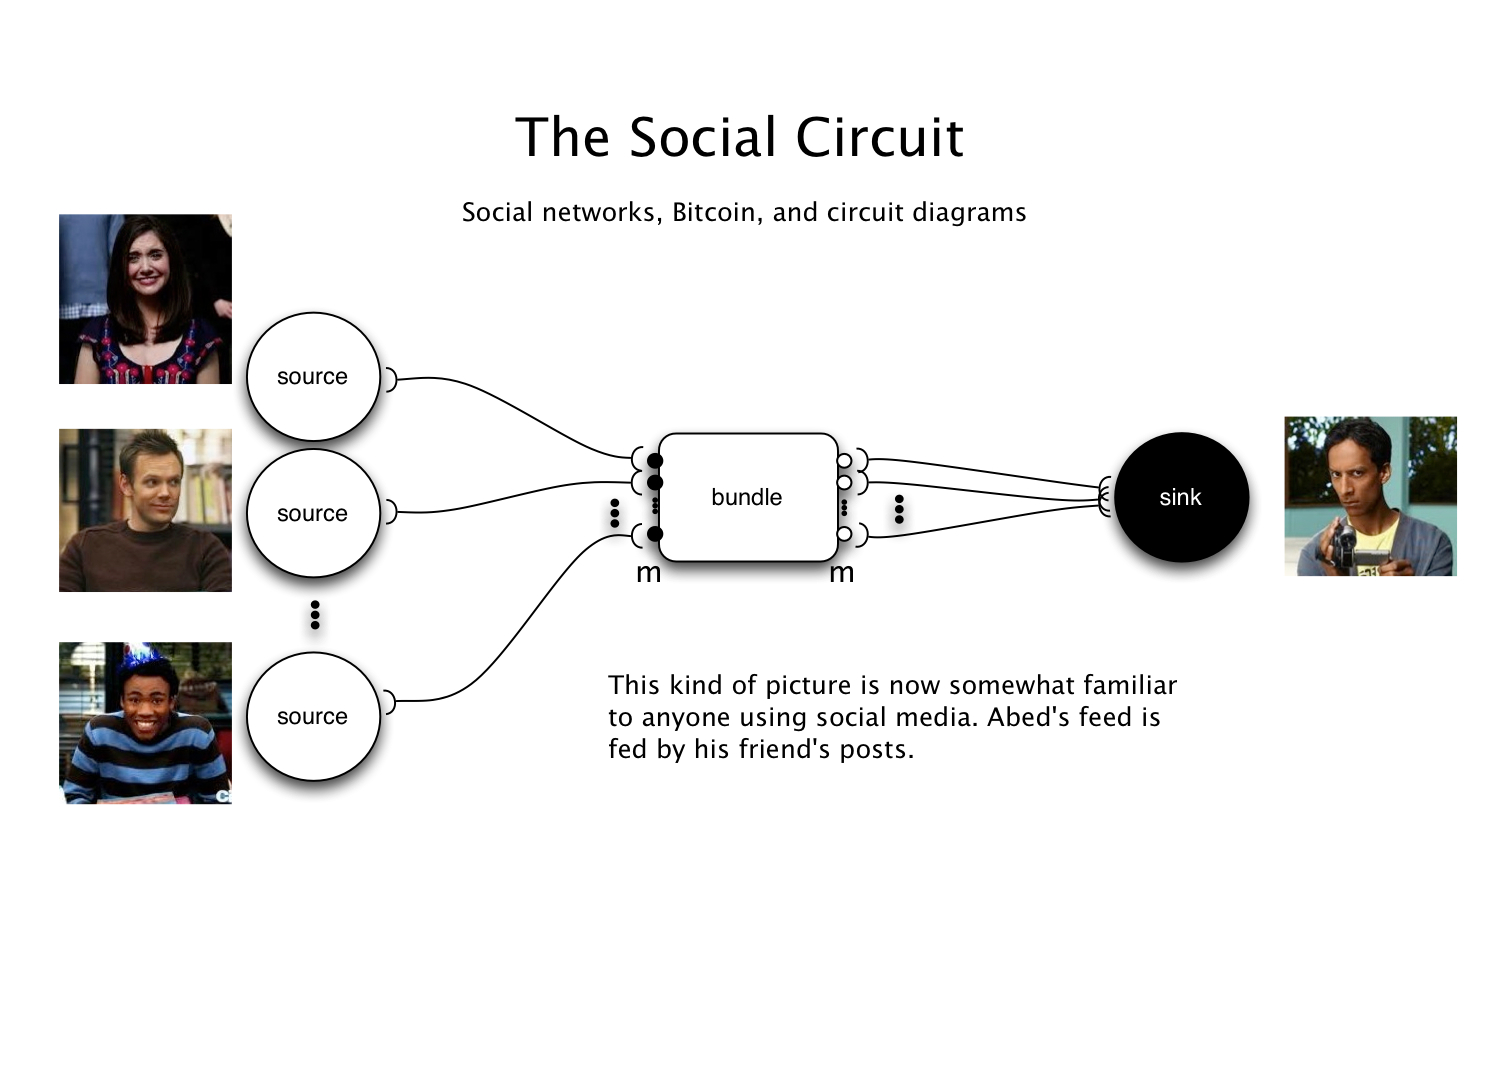 The Social Circuit
Social networks, Bitcoin, and circuit diagrams
source
source
source
bundle
m
m
sink
This kind of picture is now somewhat familiar
to anyone using social media. Abed's feed is
fed by his friend's posts.